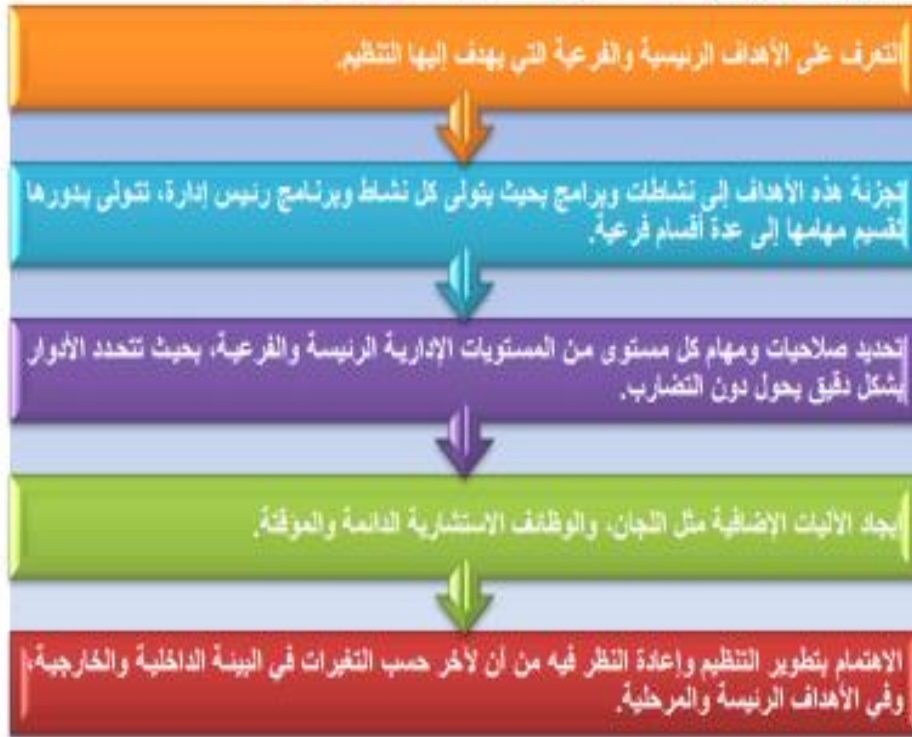 التعرف على الأهداف الرئيسية والفرعية التي يهدف إليها التنظيم.
تجزئة هذه الأهداف إلى نشاطات وبرامج بحيث يتولى كل نشاط وبرنامج رئيس إدارة، تتولى بدورها
تقسيم مهامها إلى عدة أقسام فرعية.
تحديد صلاحيات ومهام كل مستوى من المستويات الإدارية الرئيسة والفرعية، بحيث تتحدد الأدوار
بشكل دقيق يحول دون التضارب.
إيجاد الآليات الإضافية مثل اللجان، والوظائف الاستشارية الدائمة والمؤقتة.
الاهتمام بتطوير التنظيم وإعادة النظر فيه من آن لآخر حسب التغيرات في البيئة الداخلية والخارجية،
وفي الأهداف الرئيسة والمرحلية.